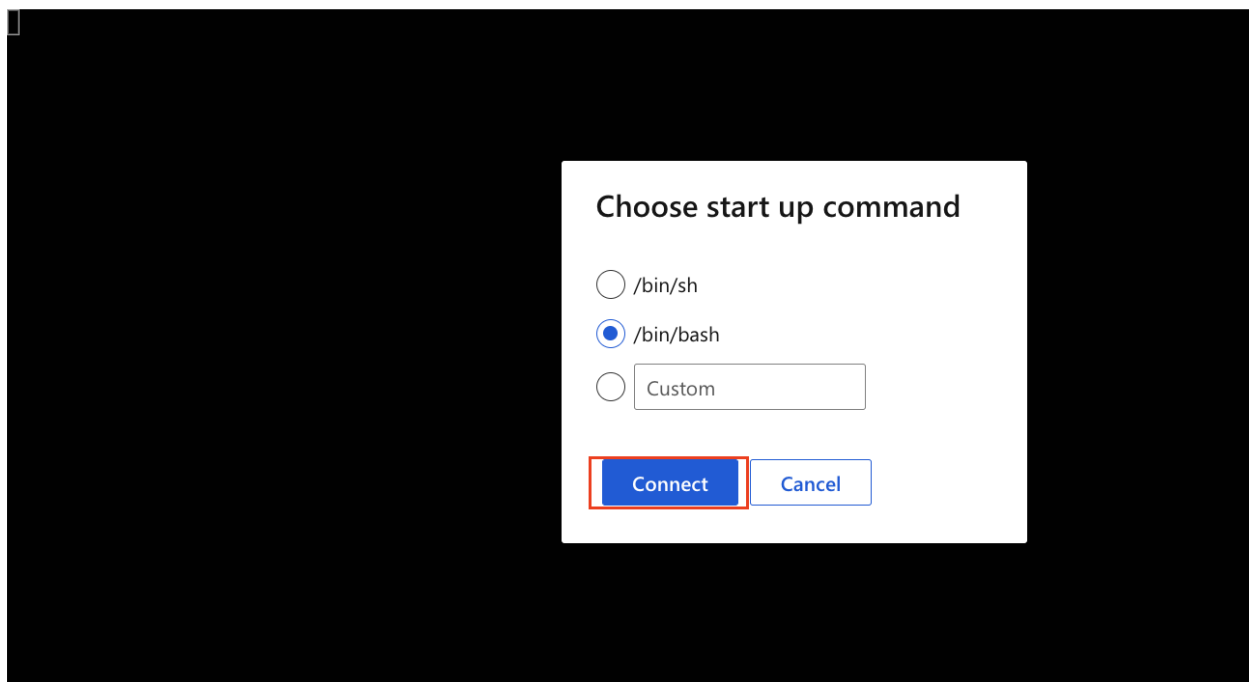 Choose start up command
/bin/sh
/bin/bash
Custom
Connect Cancel